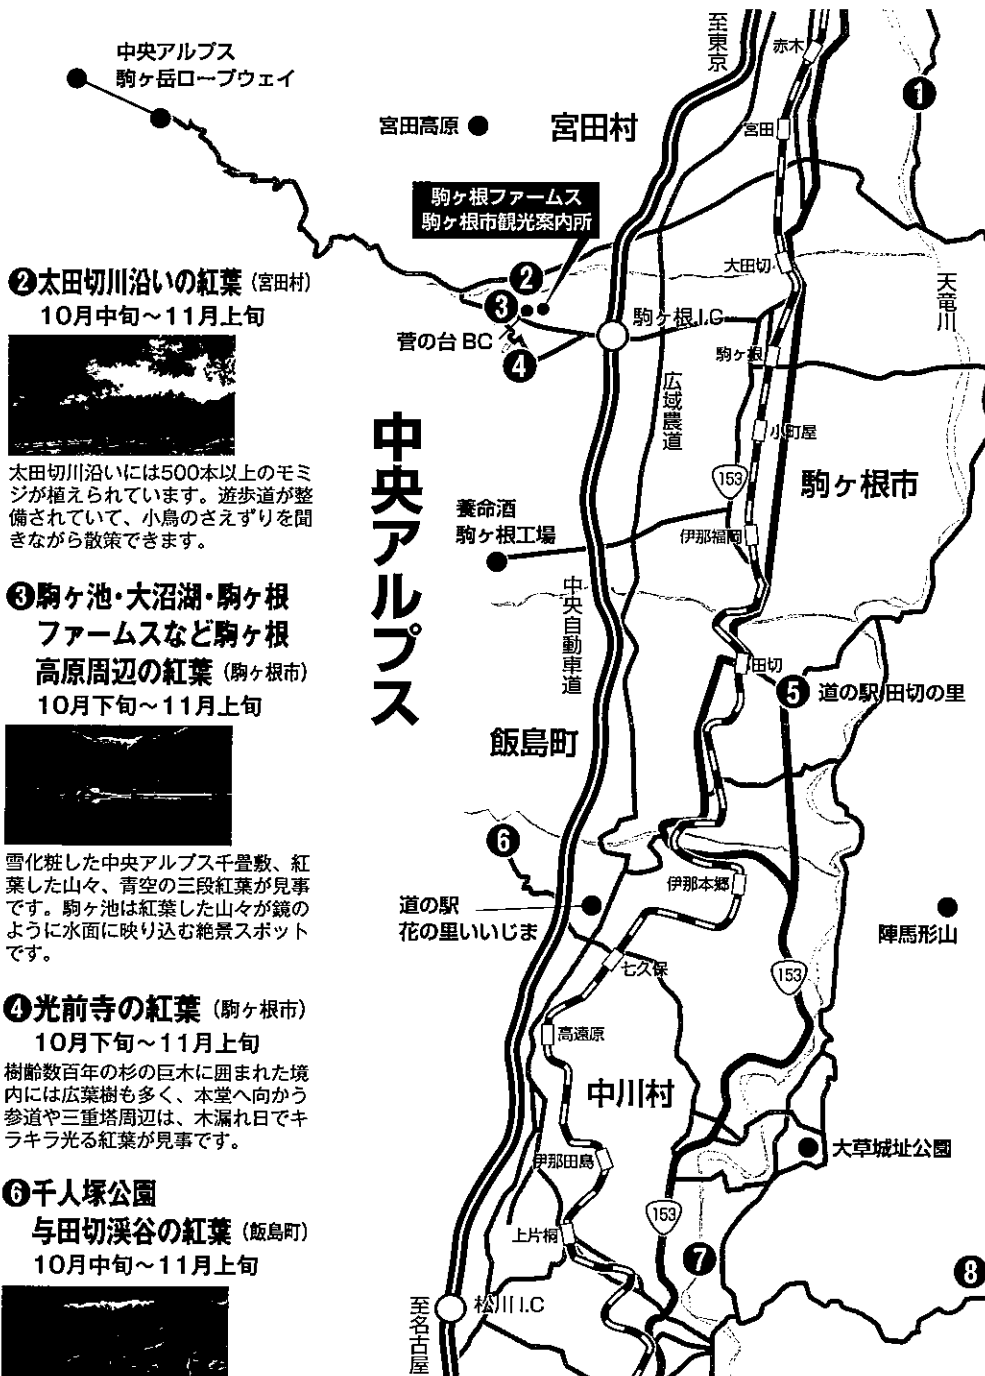 中央アルプス
駒ヶ岳ロープウェイ
至東京
赤木
❶
宮田高原
宮田村
宮田
駒ヶ根ファームス
駒ヶ根市観光案内所
❷太田切川沿いの紅葉（宮田村）
10月中旬～11月上旬
太田切川沿いには500本以上のモミ
ジが植えられています。遊歩道が整
備されていて、小鳥のさえずりを聞
きながら散策できます。
❸駒ヶ池・大沼湖・駒ヶ根
ファームスなど駒ヶ根
高原周辺の紅葉（駒ヶ根市）
10月下旬～11月上旬
雪化粧した中央アルプス千畳敷、紅
葉した山々、青空の三段紅葉が見事
です。駒ヶ池は紅葉した山々が鏡の
ように水面に映り込む絶景スポット
です。
❹光前寺の紅葉（駒ヶ根市）
10月下旬～11月上旬
樹齢数百年の杉の巨木に囲まれた境
内には広葉樹も多く、本堂へ向かう
参道や三重塔周辺は、木漏れ日でキ
ラキラ光る紅葉が見事です。
❻千人塚公園
与田切渓谷の紅葉（飯島町）
10月中旬～11月上旬
大田切
天竜川
❷
❸
菅の台 BC
❹
駒ヶ根I.C
駒ヶ根
広域農道
小町屋
中央アルプス
153
駒ヶ根市
養命酒
駒ヶ根工場
伊那福岡
中央自動車道
田切
❺
道の駅 田切の里
飯島町
❻
伊那本郷
道の駅
花の里いいじま
陣馬形山
七久保
153
高遠原
中川村
大草城址公園
伊那田島
153
上片桐
❼
❽
松川I.C
至名古屋